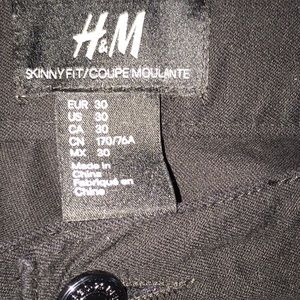 H&M
SKINNY FIT/COUPE MOULANTE
EUR 30
US 30
CA 30
CN 170/76A
MX 30
Made in
China
Fabriqué en
Chine